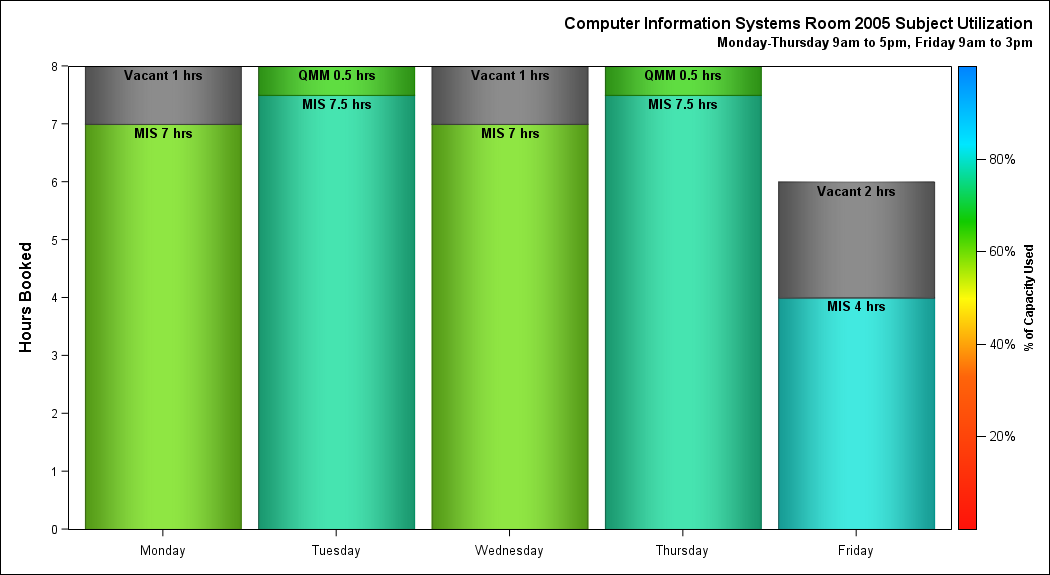 Computer Information Systems Room 2005 Subject Utilization
Monday-Thursday 9am to 5pm, Friday 9am to 3pm
Hours Booked
8
7
6
5
4
3
2
1
0
Vacant 1 hrs
MIS 7 hrs
QMM 0.5 hrs
MIS 7.5 hrs
Vacant 1 hrs
MIS 7 hrs
QMM 0.5 hrs
MIS 7.5 hrs
Vacant 2 hrs
MIS 4 hrs
Monday
Tuesday
Wednesday
Thursday
Friday
80%
60%
40%
20%
% of Capacity Used